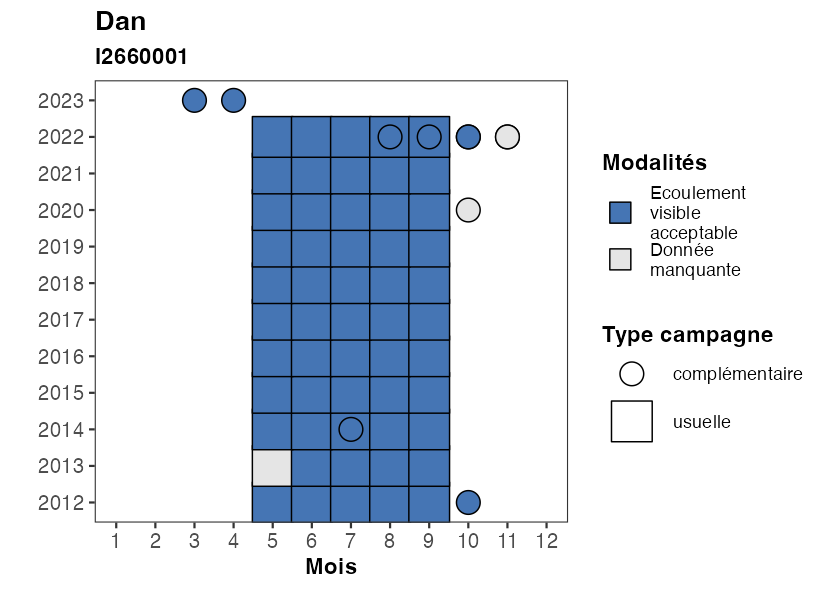 Dan
I2660001
2023
2022
2021
2020
2019
2018
2017
2016
2015
2014
2013
2012
1 2 3 4 5 6 7 8 9 10 11 12
Mois
Modalités
Ecoulement
visible
acceptable
Donnée
manquante
Type campagne
complémentaire
usuelle